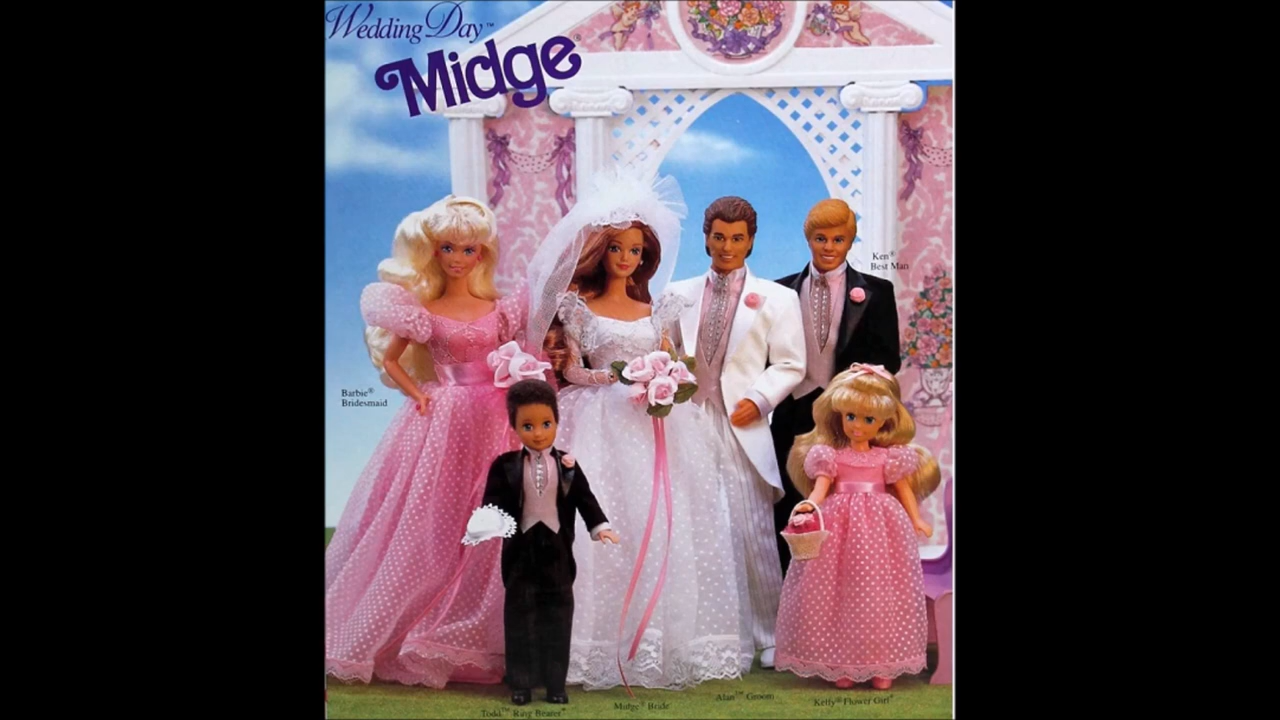 Wedding Day™
Midge®
Ken®
Best Man
Barbie®
Bridesmaid
Todd™ Ring Bearer*
Midge® Bride
Alan™ Groom
Kelly® Flower Girl*